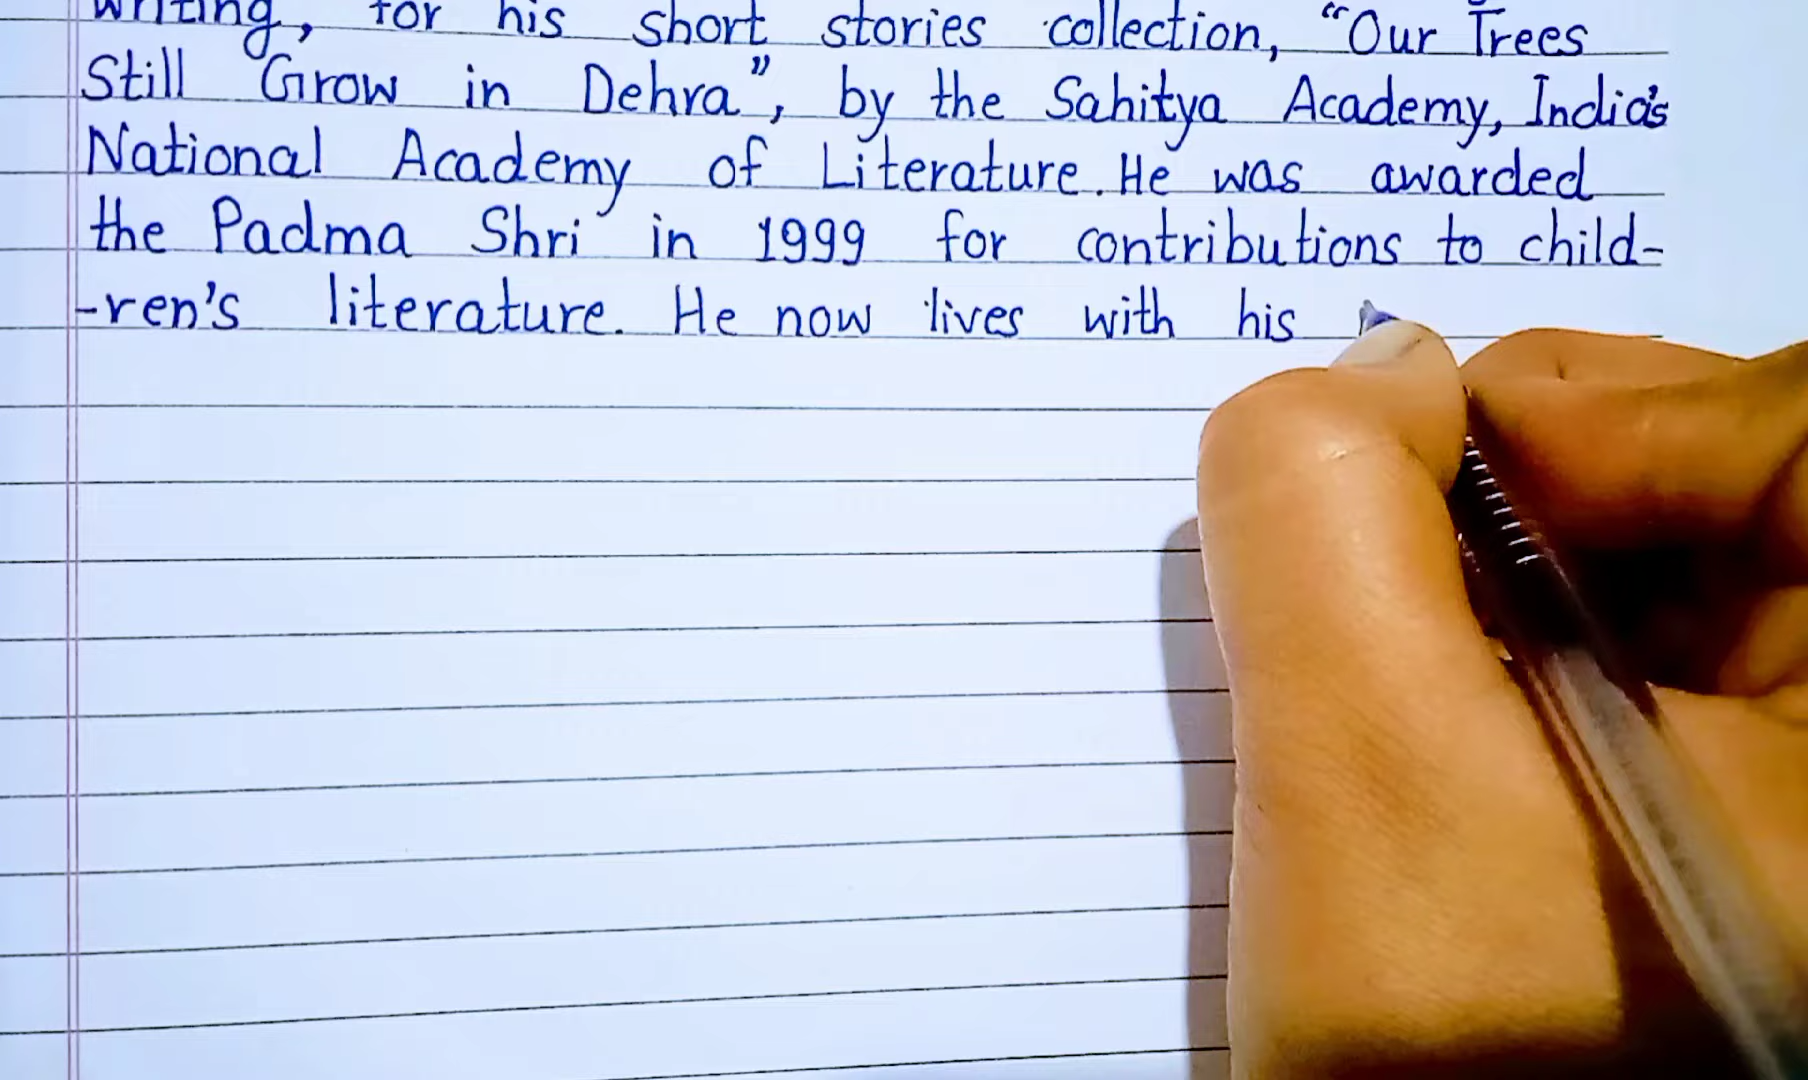 writing, for his short stories collection, "Our Trees
Still Grow in Dehra", by the Sahitya Academy, India's
National Academy of Literature. He was awarded
the Padma Shri in 1999 for contributions to child-
-ren's literature. He now lives with his